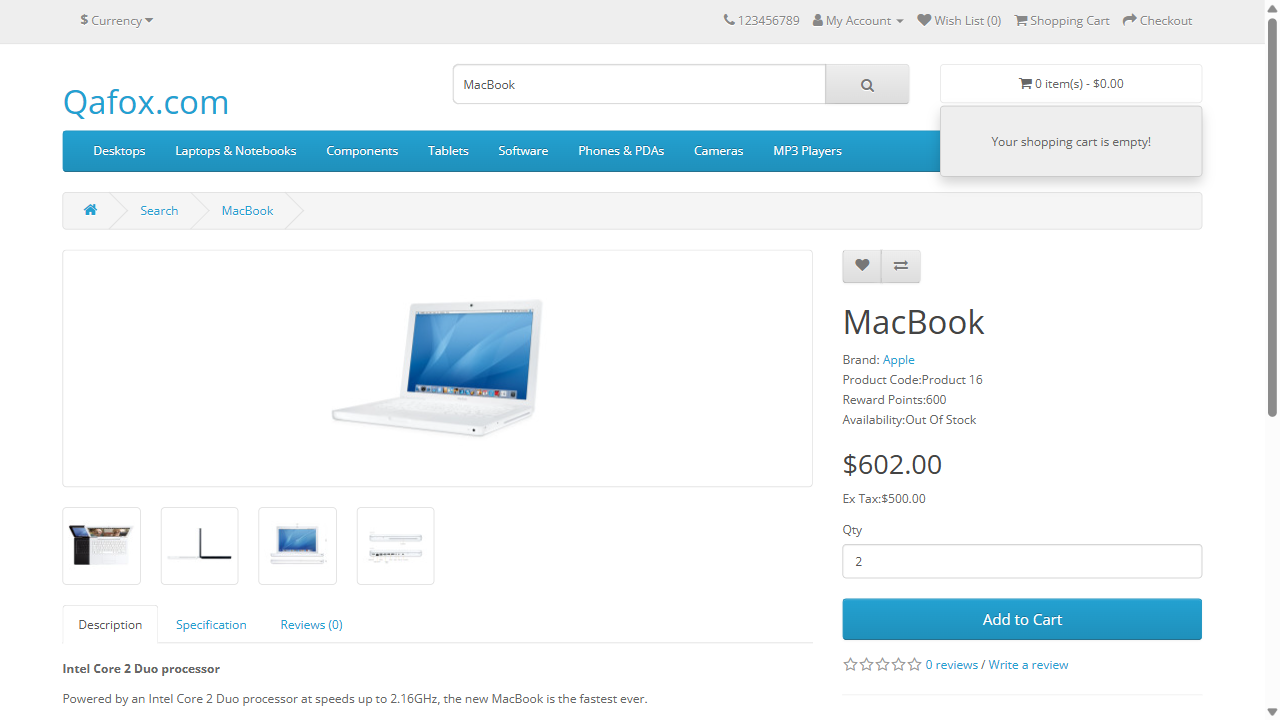 $ Currency
123456789 My Account Wish List (0) Shopping Cart Checkout
Qafox.com
MacBook
0 item(s) - $0.00
Your shopping cart is empty!
Desktops Laptops & Notebooks Components Tablets Software Phones & PDAs Cameras MP3 Players
Search MacBook
MacBook
Brand: Apple
Product Code:Product 16
Reward Points:600
Availability:Out Of Stock
$602.00
Ex Tax:$500.00
Qty
2
Add to Cart
0 reviews / Write a review
Description Specification Reviews (0)
Intel Core 2 Duo processor
Powered by an Intel Core 2 Duo processor at speeds up to 2.16GHz, the new MacBook is the fastest ever.